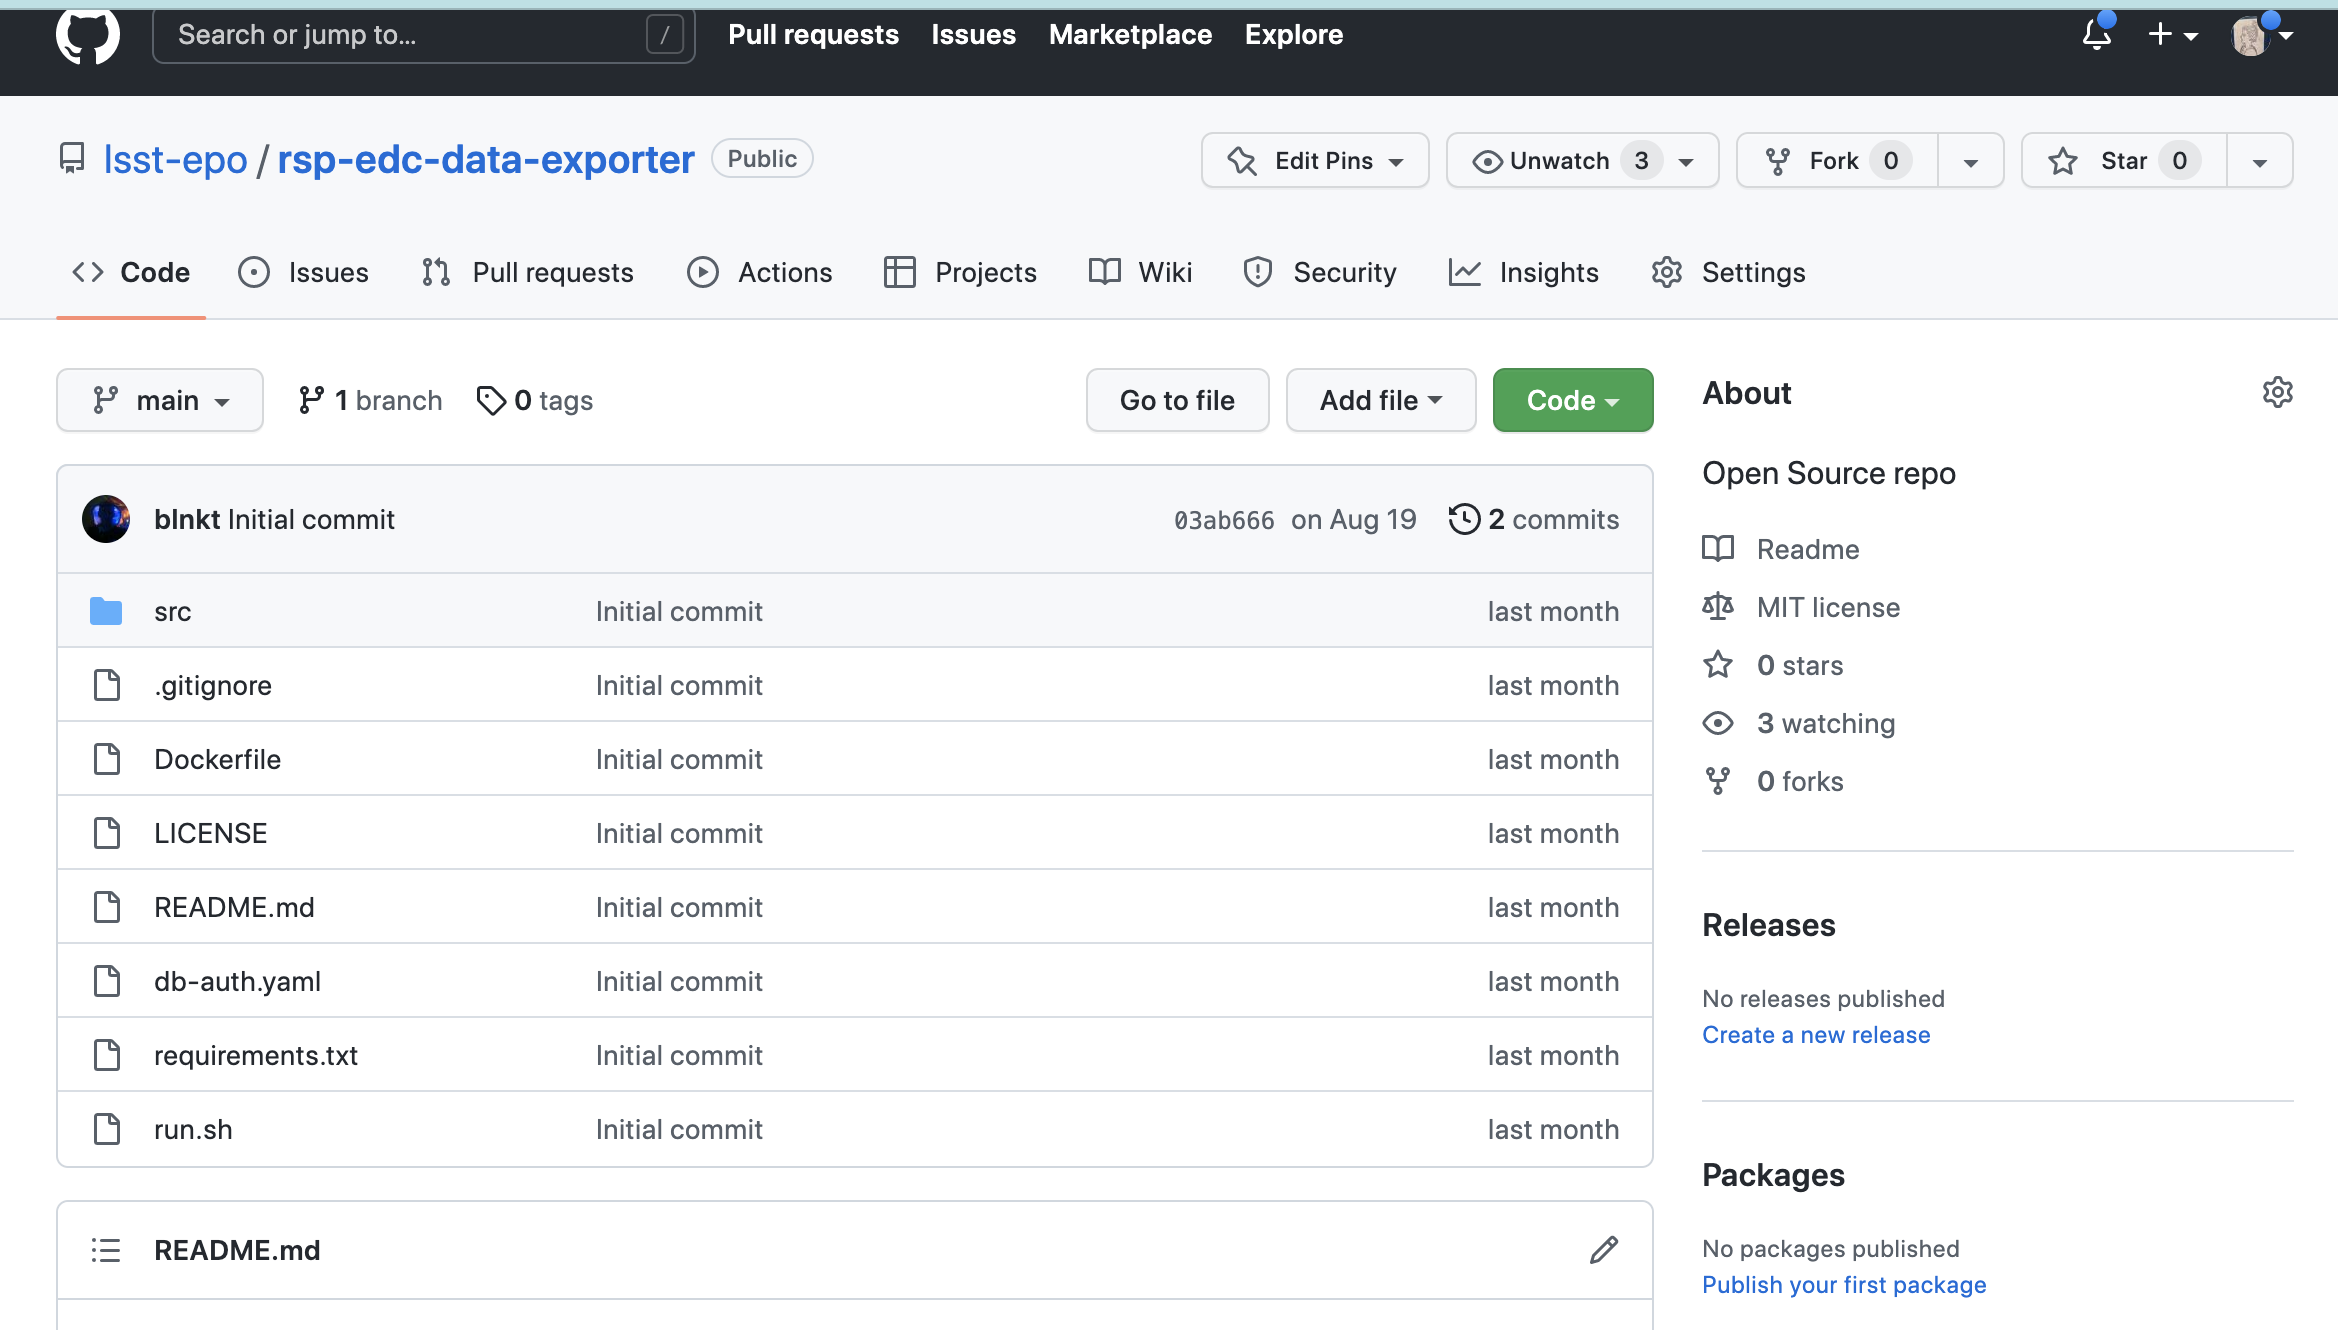 Search or jump to... /
Pull requests Issues Marketplace Explore
lsst-epo / rsp-edc-data-exporter Public
Edit Pins Unwatch 3 Fork 0 Star 0
Code Issues Pull requests Actions Projects Wiki Security Insights Settings
main 1 branch 0 tags Go to file Add file Code
blnkt Initial commit 03ab666 on Aug 19 2 commits
src Initial commit last month
.gitignore Initial commit last month
Dockerfile Initial commit last month
LICENSE Initial commit last month
README.md Initial commit last month
db-auth.yaml Initial commit last month
requirements.txt Initial commit last month
run.sh Initial commit last month
README.md
About
Open Source repo
Readme
MIT license
0 stars
3 watching
0 forks
Releases
No releases published
Create a new release
Packages
No packages published
Publish your first package